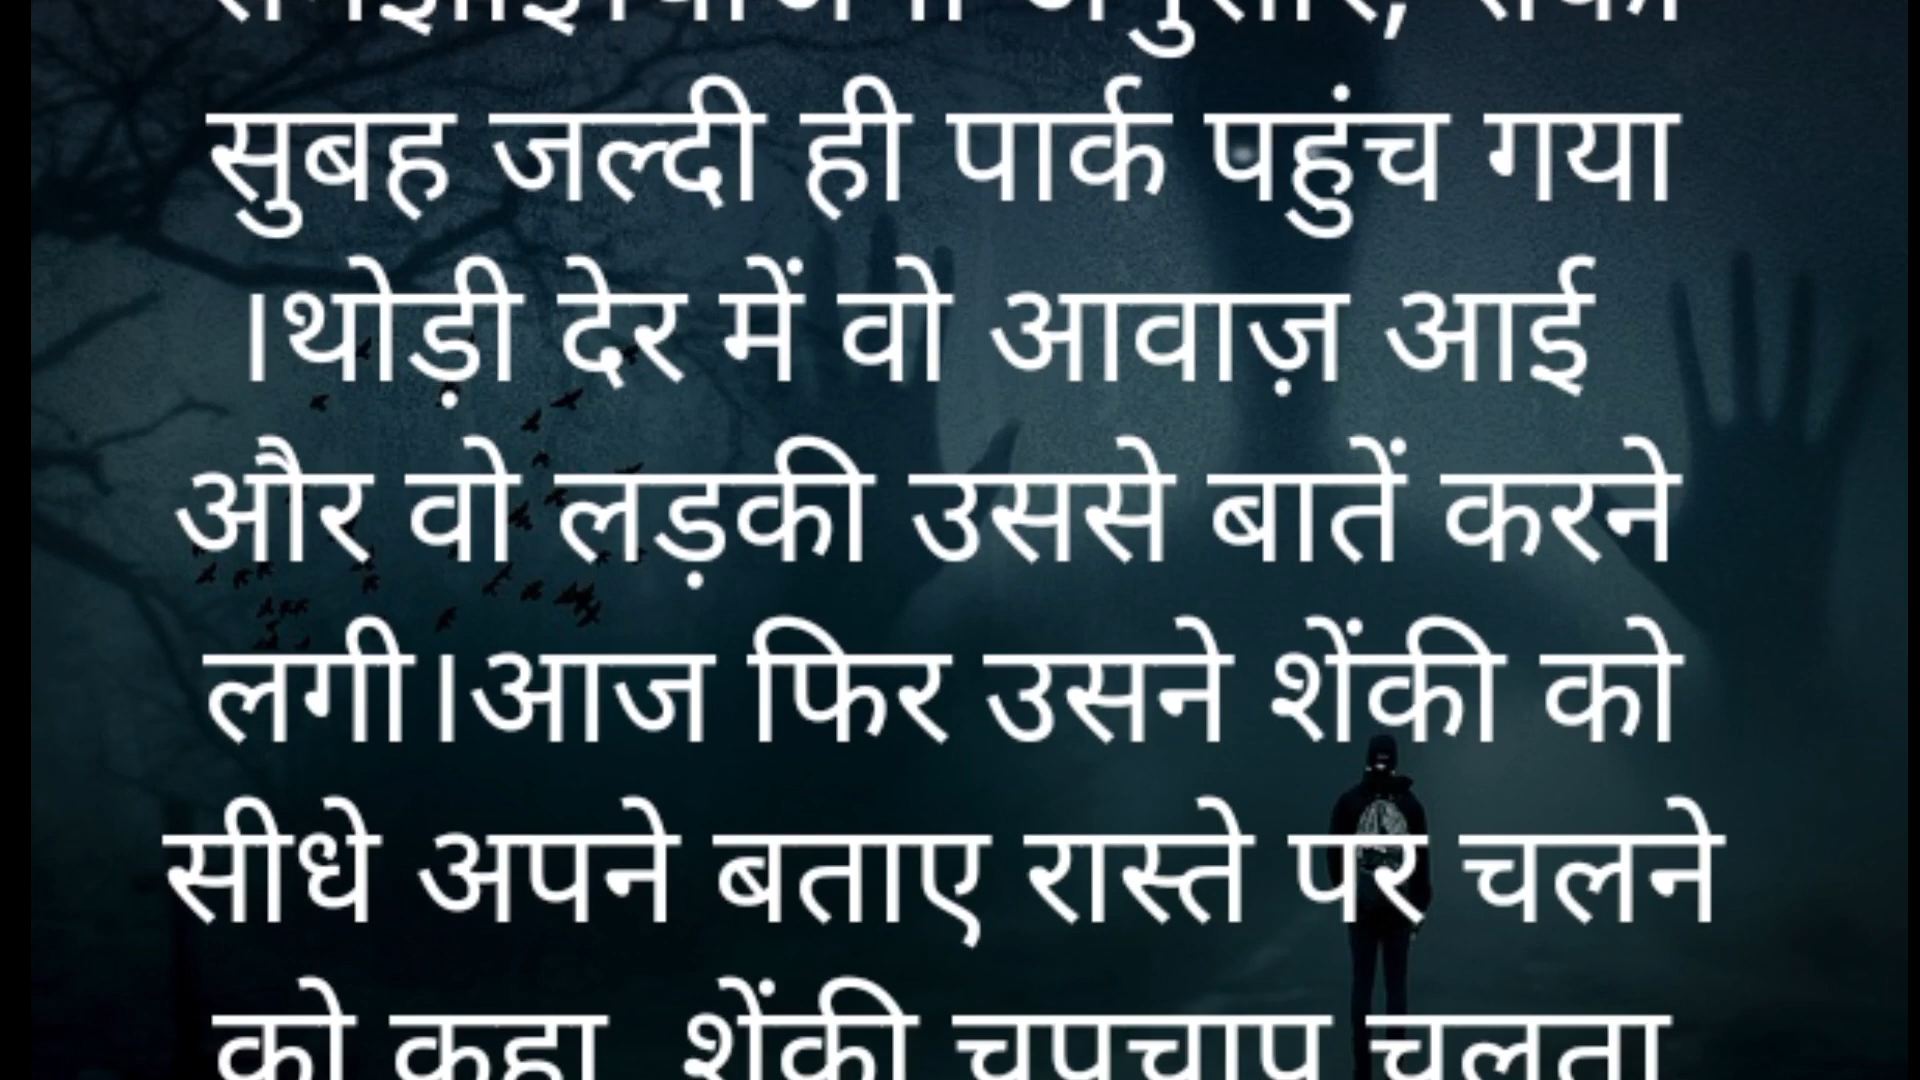 अनुसार,
सुबह जल्दी ही पार्क पहुंच गया
।थोड़ी देर में वो आवाज़ आई
और वो लड़की उससे बातें करने
लगी।आज फिर उसने शेंकी को
सीधे अपने बताए रास्ते पर चलने
को कहा, शेंकी चुपचाप चलता